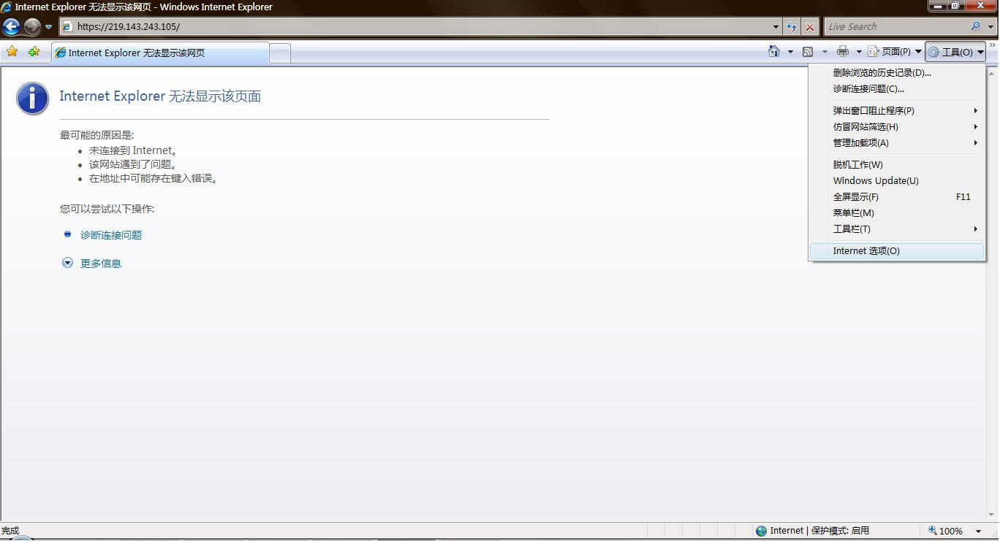 Internet Explorer 无法显示该网页 - Windows Internet Explorer
https://219.143.243.105/
Live Search
Internet Explorer 无法显示该网页
页面(P)
工具(O)
Internet Explorer 无法显示该页面
最可能的原因是:
未连接到 Internet。
该网站遇到了问题。
在地址中可能存在键入错误。
您可以尝试以下操作:
诊断连接问题
更多信息
删除浏览的历史记录(D)...
诊断连接问题(C)...
弹出窗口阻止程序(P)
仿冒网站筛选(H)
管理加载项(A)
脱机工作(W)
Windows Update(U)
全屏显示(F) F11
菜单栏(M)
工具栏(T)
Internet 选项(O)
完成
Internet | 保护模式: 启用
100%